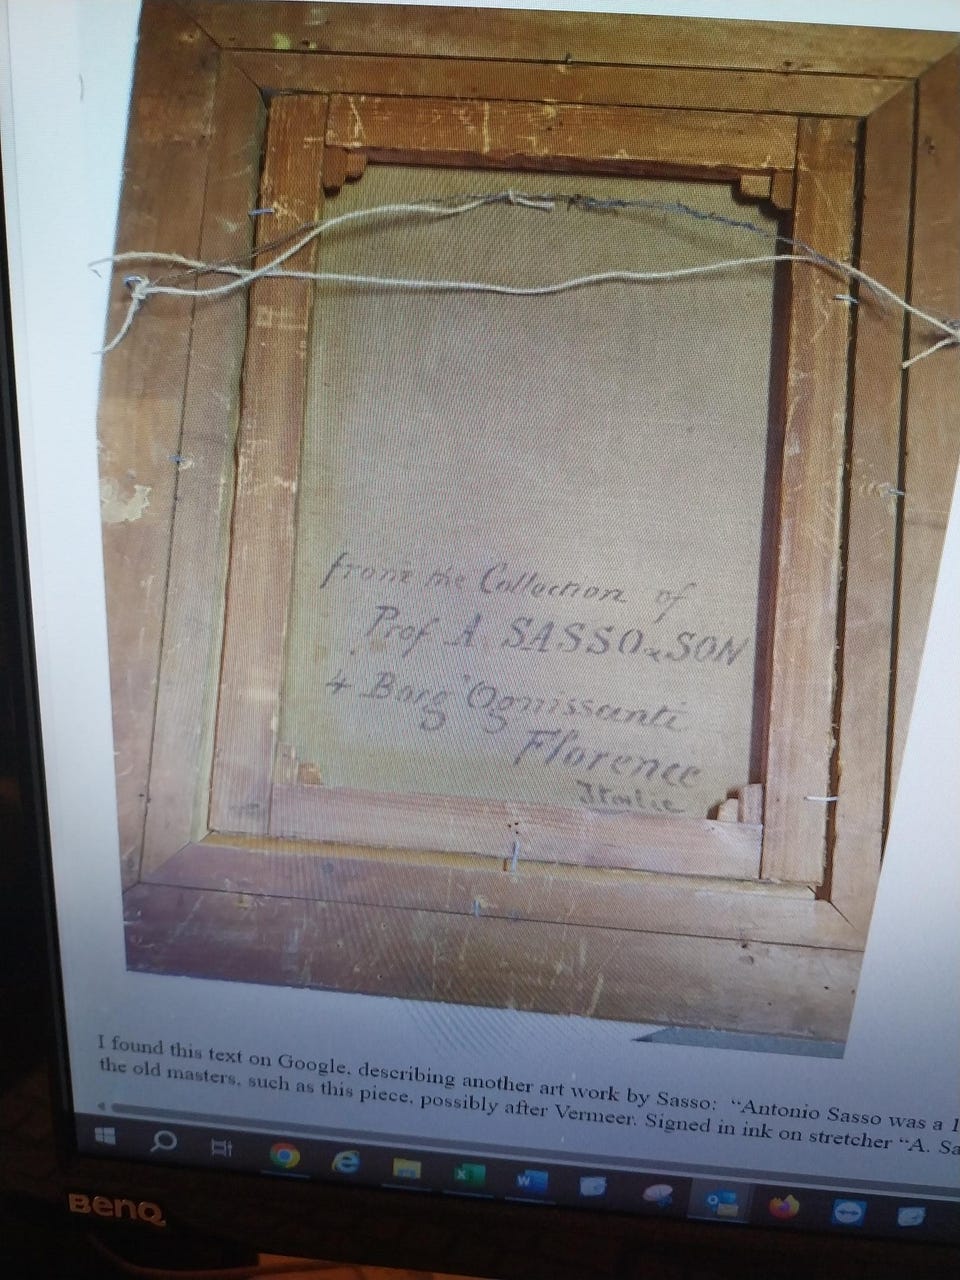 from the Collection of
Prof A SASSO & SON
4 Borg'Ognissanti
Florence
Italie
I found this text on Google, describing another art work by Sasso: “Antonio Sasso was a 1
the old masters, such as this piece, possibly after Vermeer. Signed in ink on stretcher “A. Sa
BenQ